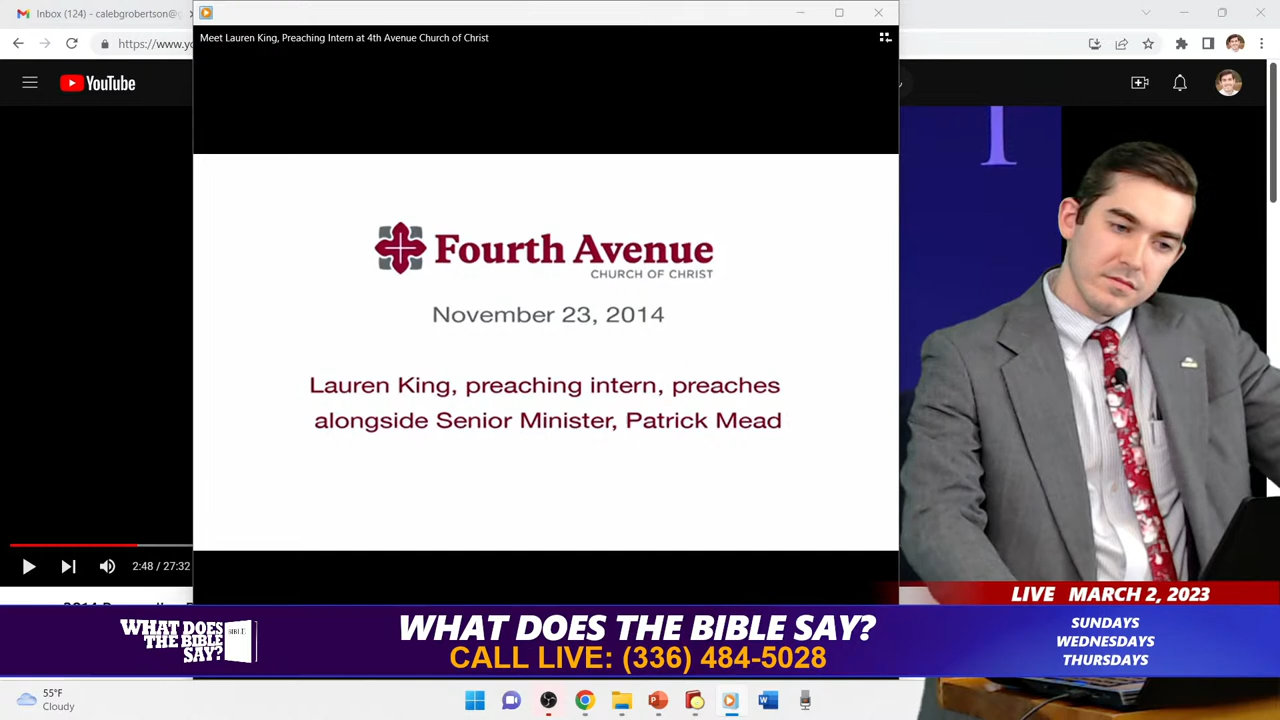 Inbox (124) - calebgrobertson@
https://www.yo
YouTube
Meet Lauren King, Preaching Intern at 4th Avenue Church of Christ
Fourth Avenue
CHURCH OF CHRIST
November 23, 2014
Lauren King, preaching intern, preaches
alongside Senior Minister, Patrick Mead
2:48 / 27:32
LIVE MARCH 2, 2023
WHAT DOES
THE BIBLE
SAY?
BIBLE
WHAT DOES THE BIBLE SAY?
CALL LIVE: (336) 484-5028
SUNDAYS
WEDNESDAYS
THURSDAYS
55°F
Cloudy